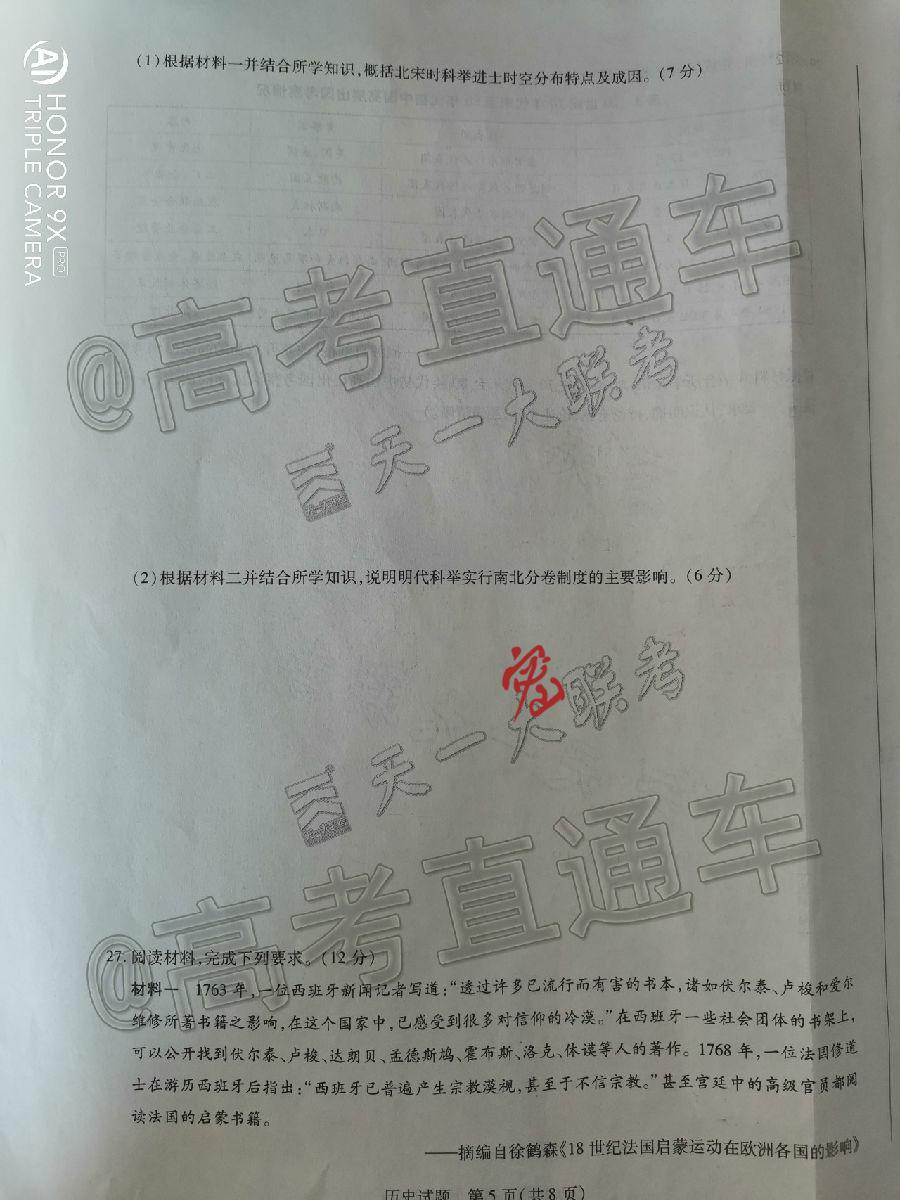 (1)根据材料一并结合所学知识,概括北宋时科举进士时空分布特点及成因。(7 分)
AI
HONOR 9X PRO
TRIPLE CAMERA
@高考直通车
天一大联考
(2)根据材料二并结合所学知识,说明明代科举实行南北分卷制度的主要影响。(6 分)
天一大联考
@高考直通车
27. 阅读材料,完成下列要求。(12 分)
材料一 1763 年,一位西班牙新闻记者写道:“透过许多已流行而有害的书本,诸如伏尔泰、卢梭和爱尔
维修所著书籍之影响,在这个国家中,已感受到很多对信仰的冷漠。”在西班牙一些社会团体的书架上,
可以公开找到伏尔泰、卢梭、达朗贝、孟德斯鸠、霍布斯、洛克、休谟等人的著作。1768 年,一位法国修道
士在游历西班牙后指出:“西班牙已普遍产生宗教漠视,甚至于不信宗教。”甚至宫廷中的高级官员都阅
读法国的启蒙书籍。
——摘编自徐鹤森《18 世纪法国启蒙运动在欧洲各国的影响》
历史试题 第 5 页(共 8 页)